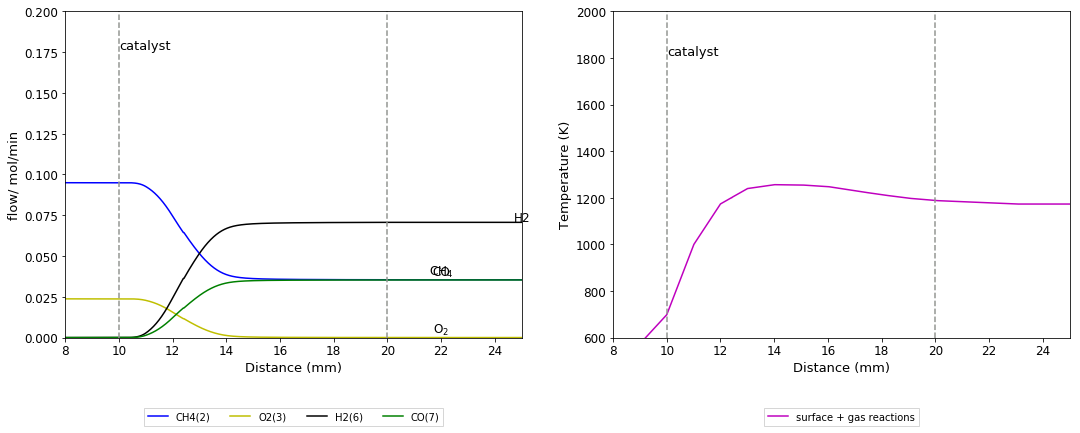 0.200
0.175
0.150
0.125
0.100
0.075
0.050
0.025
0.000
flow/ mol/min
catalyst
H2
CO
CH₄
O₂
8 10 12 14 16 18 20 22 24
Distance (mm)
CH4(2) O2(3) H2(6) CO(7)
2000
1800
1600
1400
1200
1000
800
600
Temperature (K)
catalyst
8 10 12 14 16 18 20 22 24
Distance (mm)
surface + gas reactions